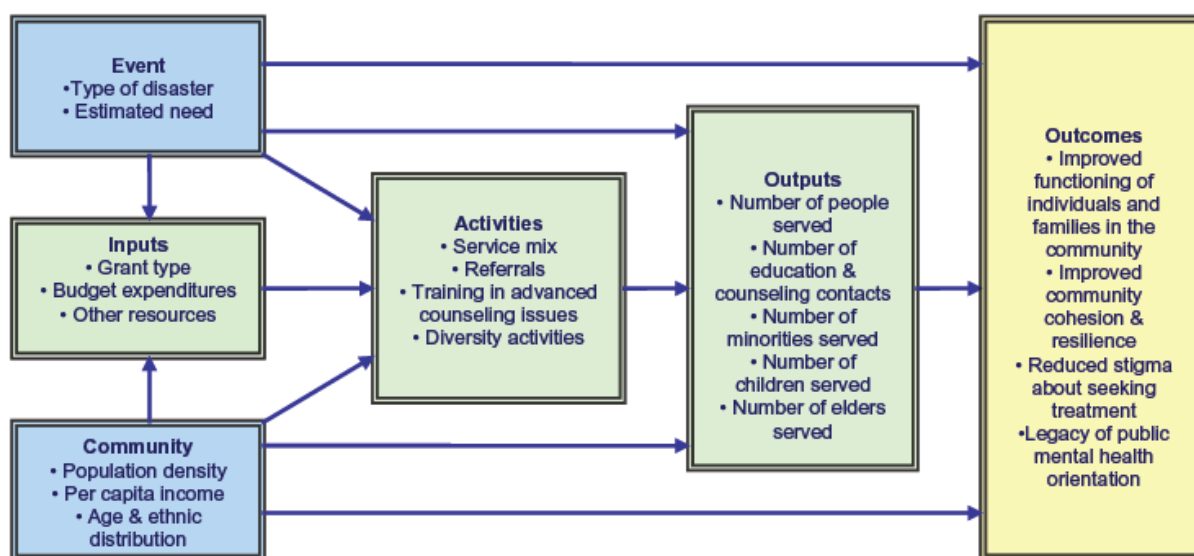 Event
•Type of disaster
• Estimated need
Inputs
• Grant type
• Budget expenditures
• Other resources
Community
• Population density
• Per capita income
• Age & ethnic
distribution
Activities
• Service mix
• Referrals
• Training in advanced
counseling issues
• Diversity activities
Outputs
• Number of people
served
• Number of
education &
counseling contacts
• Number of
minorities served
• Number of
children served
• Number of elders
served
Outcomes
• Improved
functioning of
individuals and
families in the
community
• Improved
community
cohesion &
resilience
• Reduced stigma
about seeking
treatment
•Legacy of public
mental health
orientation